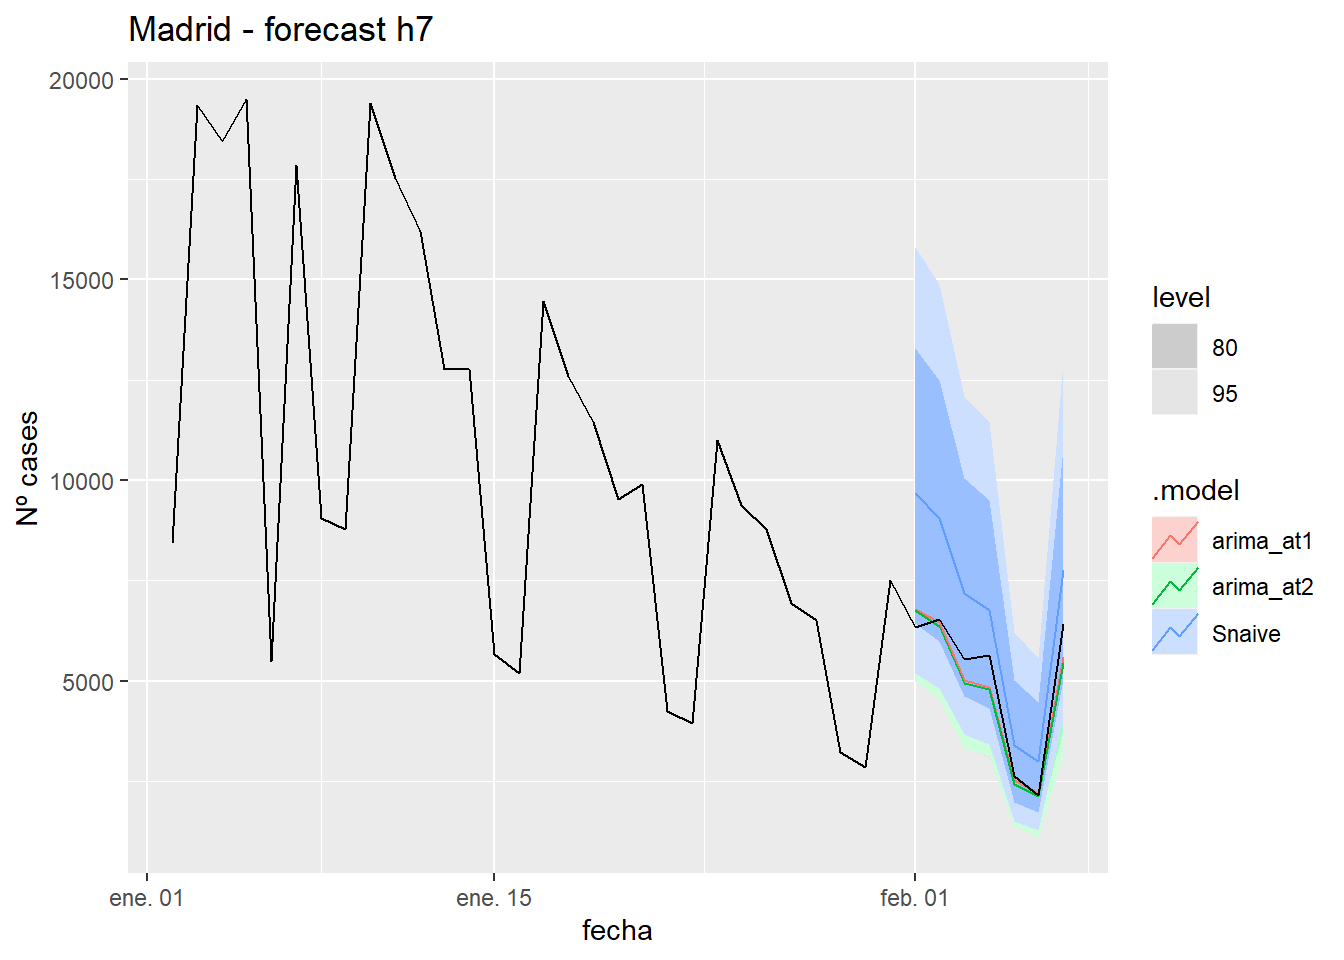 Madrid - forecast h7
20000
15000
10000
5000
Nº cases
ene. 01
ene. 15
feb. 01
fecha
level
80
95
.model
arima_at1
arima_at2
Snaive